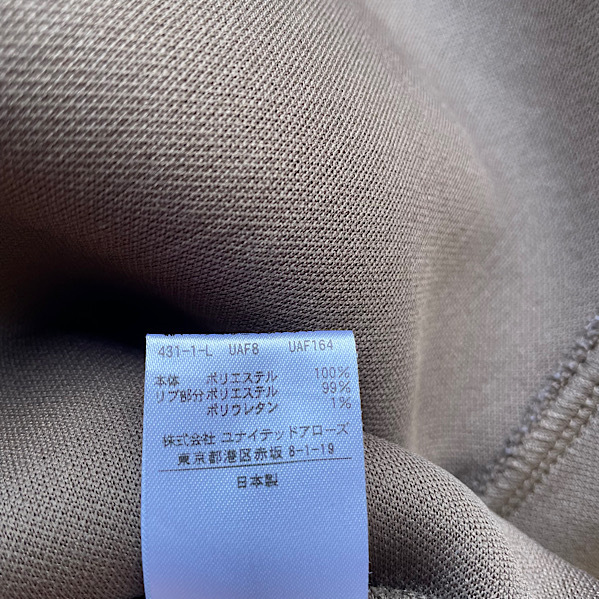 431-1-L UAF8 UAF164
本体 ポリエステル 100%
リブ部分ポリエステル 99%
ポリウレタン 1%
株式会社 ユナイテッドアローズ
東京都港区赤坂 8-1-19
日本製